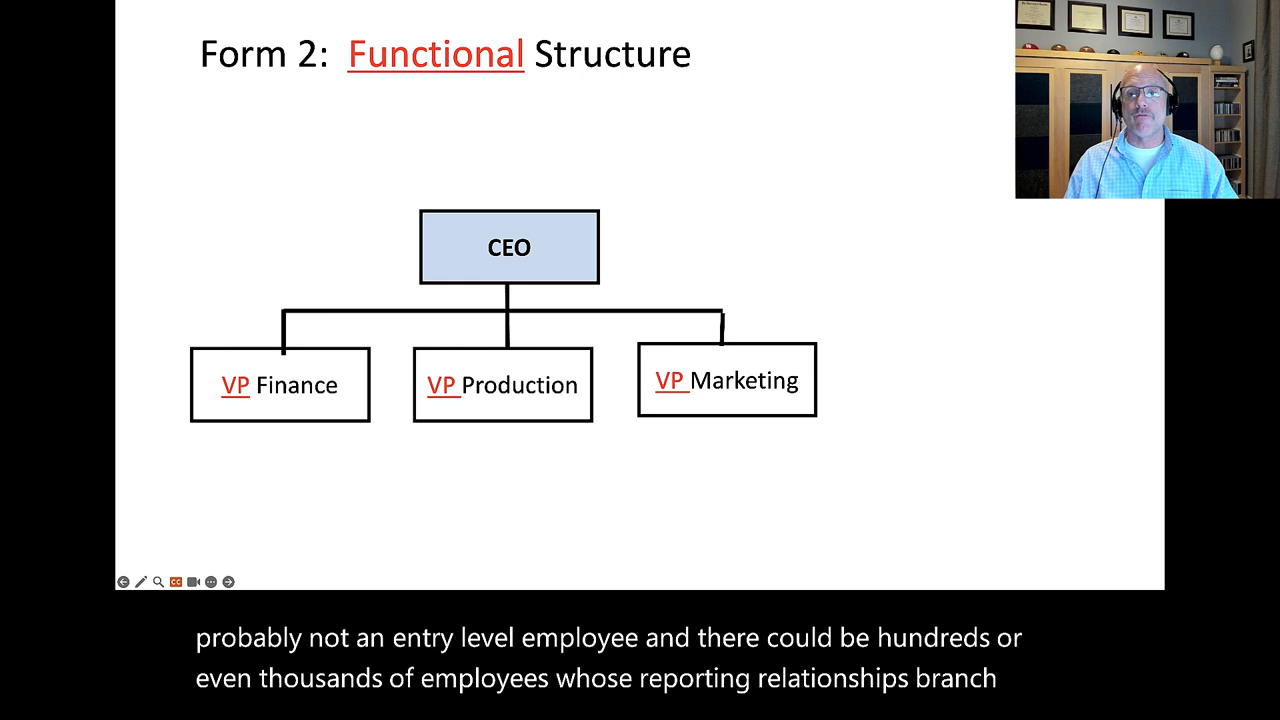 Form 2: Functional Structure
CEO
VP Finance
VP Production
VP Marketing
CC
probably not an entry level employee and there could be hundreds or
even thousands of employees whose reporting relationships branch